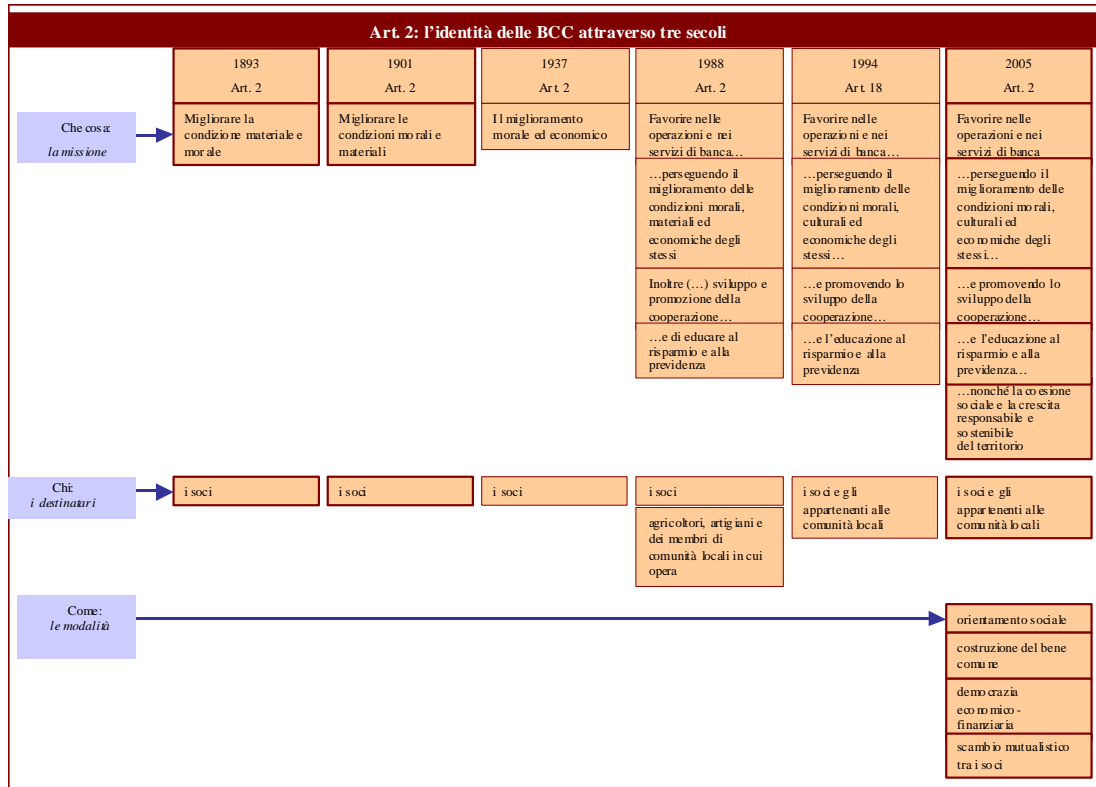 Art. 2: l'identità delle BCC attraverso tre secoli
1893
Art. 2
1901
Art. 2
1937
Art. 2
1988
Art. 2
1994
Art. 18
2005
Art. 2
Che cosa:
la missione
Migliorare la
condizione materiale e
morale
Migliorare le
condizioni morali e
materiali
Il miglioramento
morale ed economico
Favorire nelle
operazioni e nei
servizi di banca…
…perseguendo il
miglioramento delle
condizioni morali,
materiali ed
economiche degli
stessi
Inoltre (…) sviluppo e
promozione della
cooperazione…
…e di educare al
risparmio e alla
previdenza
Favorire nelle
operazioni e nei
servizi di banca…
…perseguendo il
miglioramento delle
condizioni morali,
culturali ed
economiche degli
stessi…
…e promovendo lo
sviluppo della
cooperazione…
…e l'educazione al
risparmio e alla
previdenza
Favorire nelle
operazioni e nei
servizi di banca
…perseguendo il
miglioramento delle
condizioni morali,
culturali ed
economiche degli
stessi…
…e promovendo lo
sviluppo della
cooperazione…
…e l'educazione al
risparmio e alla
previdenza…
…nonché la coesione
sociale e la crescita
responsabile e
sostenibile
del territorio
Chi:
i destinatari
i soci
i soci
i soci
i soci
agricoltori, artigiani e
dei membri di
comunità locali in cui
opera
i soci e gli
appartenenti alle
comunità locali
i soci e gli
appartenenti alle
comunità locali
Come:
le modalità
orientamento sociale
costruzione del bene
comune
democrazia
economico-
finanziaria
scambio mutualistico
tra i soci